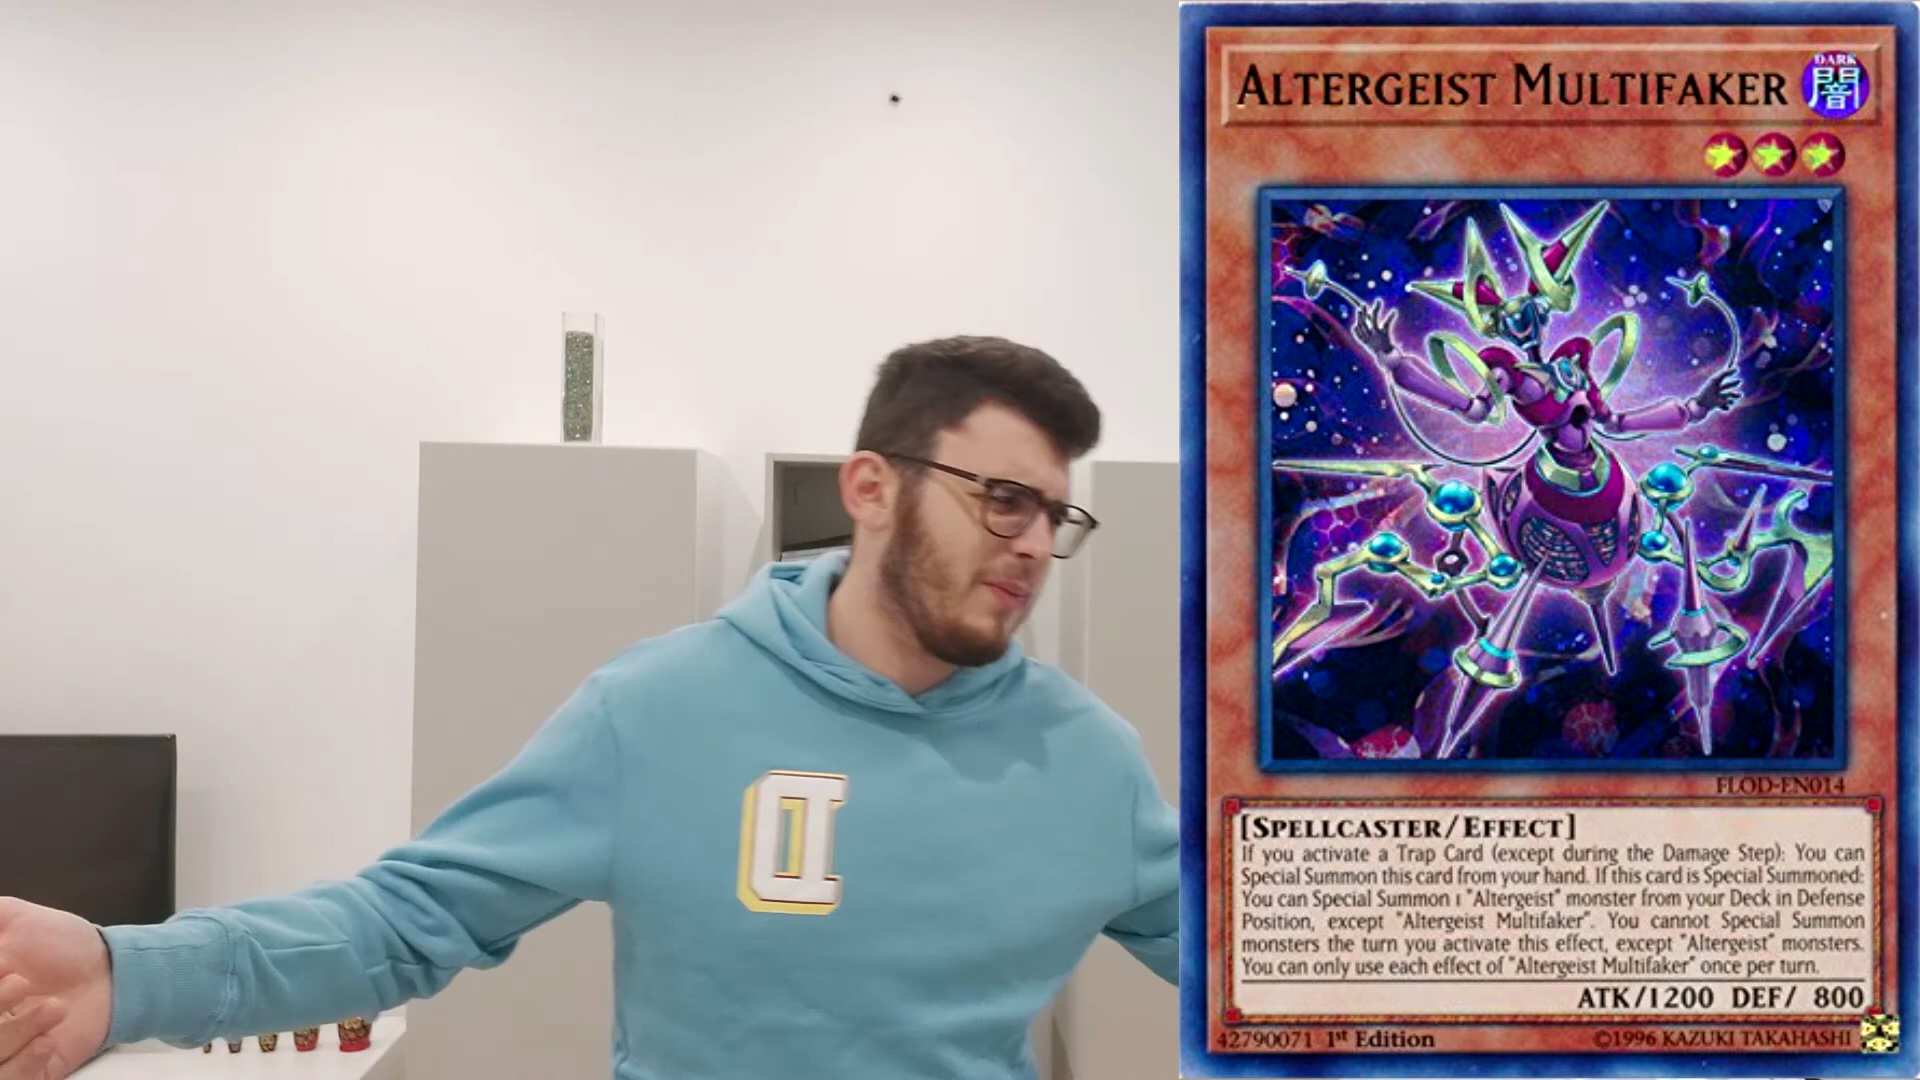 ALTERGEIST MULTIFAKER
DARK
闇
FLOD-EN014
[SPELLCASTER/EFFECT]
If you activate a Trap Card (except during the Damage Step): You can
Special Summon this card from your hand. If this card is Special Summoned:
You can Special Summon 1 "Altergeist" monster from your Deck in Defense
Position, except "Altergeist Multifaker". You cannot Special Summon
monsters the turn you activate this effect, except "Altergeist" monsters.
You can only use each effect of "Altergeist Multifaker" once per turn.
ATK/1200 DEF/ 800
42790071 1st Edition
©1996 KAZUKI TAKAHASHI